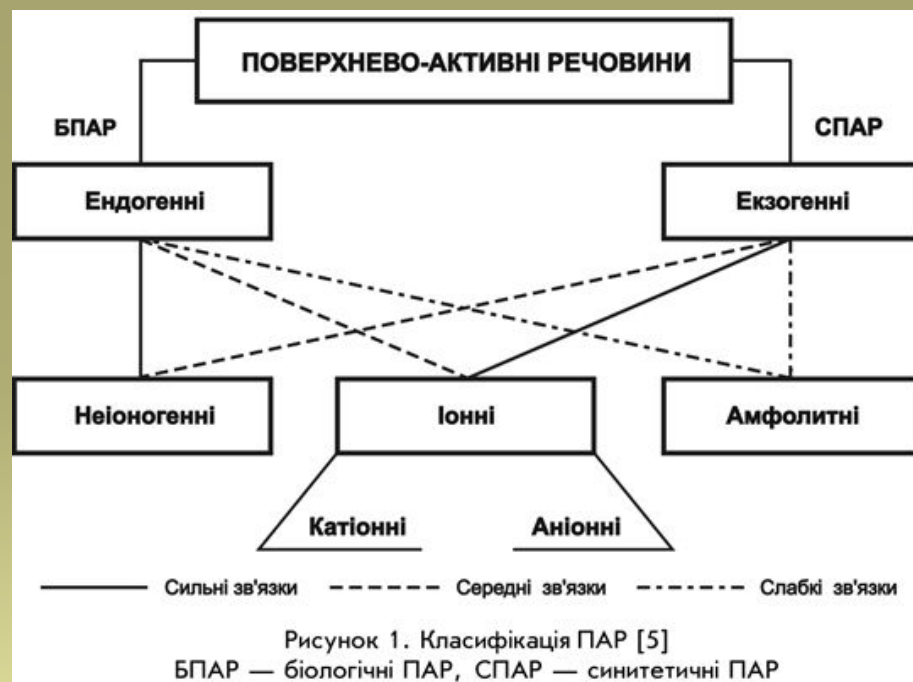 ПОВЕРХНЕВО-АКТИВНІ РЕЧОВИНИ
БПАР
СПАР
Ендогенні
Екзогенні
Неіоногенні
Іонні
Амфолитні
Катіонні
Аніонні
Сильні зв'язки
Середні зв'язки
Слабкі зв'язки
Рисунок 1. Класифікація ПАР [5]
БПАР — біологічні ПАР, СПАР — синитетичні ПАР